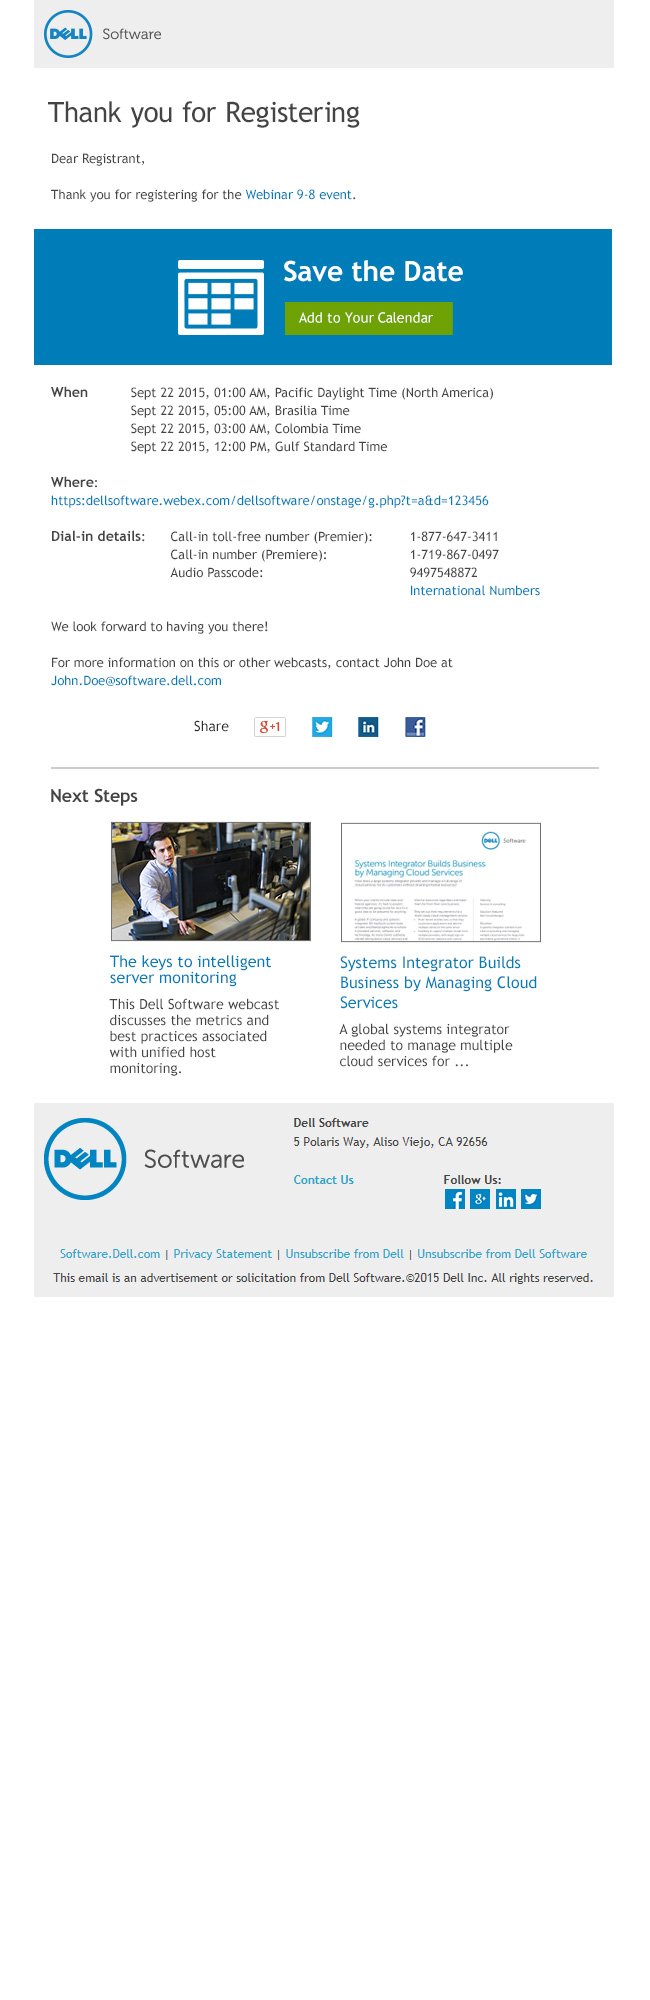 DELL Software
Thank you for Registering
Dear Registrant,
Thank you for registering for the Webinar 9-8 event.
Save the Date
Add to Your Calendar
When Sept 22 2015, 01:00 AM, Pacific Daylight Time (North America)
Sept 22 2015, 05:00 AM, Brasilia Time
Sept 22 2015, 03:00 AM, Colombia Time
Sept 22 2015, 12:00 PM, Gulf Standard Time
Where:
https:dellsoftware.webex.com/dellsoftware/onstage/g.php?t=a&d=123456
Dial-in details: Call-in toll-free number (Premier): 1-877-647-3411
Call-in number (Premiere): 1-719-867-0497
Audio Passcode: 9497548872
International Numbers
We look forward to having you there!
For more information on this or other webcasts, contact John Doe at
John.Doe@software.dell.com
Share g+1 in f
Next Steps
DELL Software
Systems Integrator Builds Business
by Managing Cloud Services
The keys to intelligent
server monitoring
This Dell Software webcast
discusses the metrics and
best practices associated
with unified host
monitoring.
Systems Integrator Builds
Business by Managing Cloud
Services
A global systems integrator
needed to manage multiple
cloud services for ...
DELL Software
Dell Software
5 Polaris Way, Aliso Viejo, CA 92656
Contact Us Follow Us:
f g+ in
Software.Dell.com | Privacy Statement | Unsubscribe from Dell | Unsubscribe from Dell Software
This email is an advertisement or solicitation from Dell Software.©2015 Dell Inc. All rights reserved.